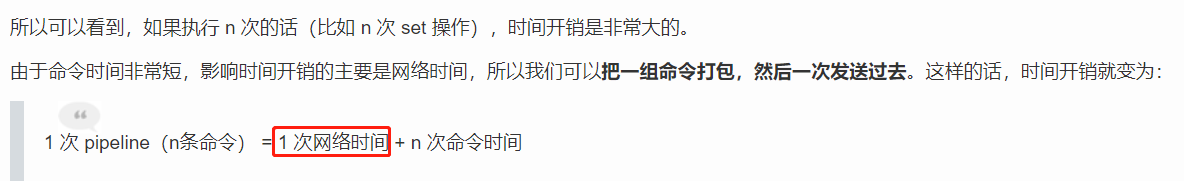 所以可以看到，如果执行 n 次的话（比如 n 次 set 操作），时间开销是非常大的。
由于命令时间非常短，影响时间开销的主要是网络时间，所以我们可以把一组命令打包，然后一次发送过去。这样的话，时间开销就变为：
1 次 pipeline（n条命令） = 1 次网络时间 + n 次命令时间